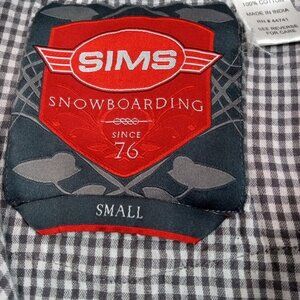 SIMS
SNOWBOARDING
SINCE
76
SMALL
100% COTTON
MADE IN INDIA
RN # 44741
SEE REVERSE
FOR CARE